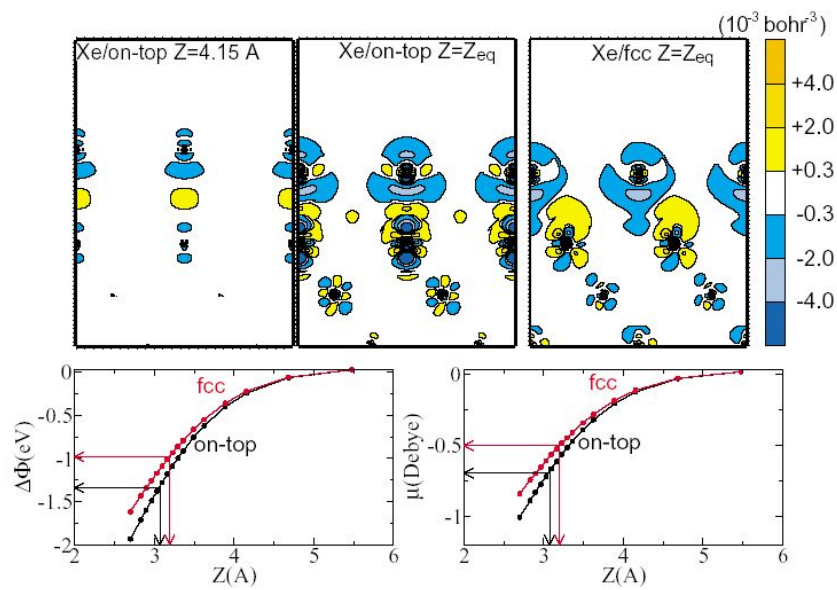 (10⁻³ bohr⁻³)
Xe/on-top Z=4.15 A
Xe/on-top Z=Zeq
Xe/fcc Z=Zeq
+4.0
+2.0
+0.3
-0.3
-2.0
-4.0
0
-0.5
-1
-1.5
-2
ΔΦ(eV)
fcc
on-top
2
3
4
5
6
Z(A)
0
-0.5
-1
μ(Debye)
fcc
on-top
2
3
4
5
6
Z(A)